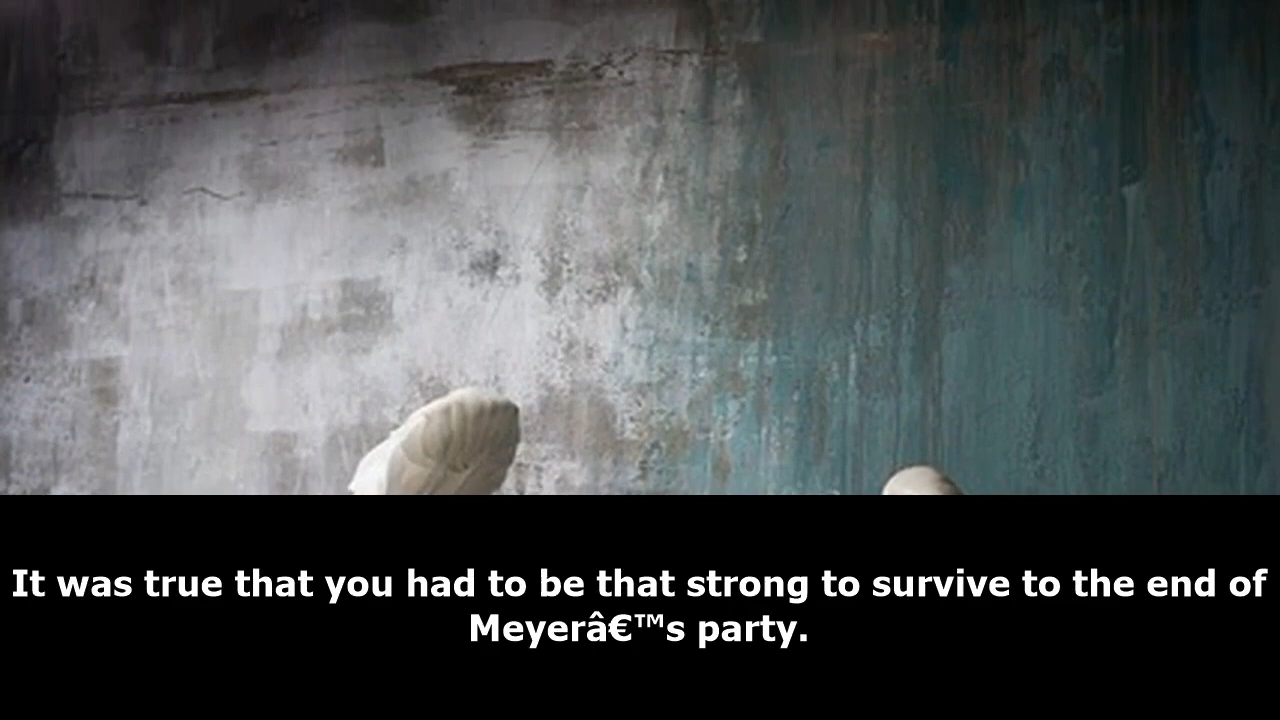 It was true that you had to be that strong to survive to the end of
Meyerâ€™s party.